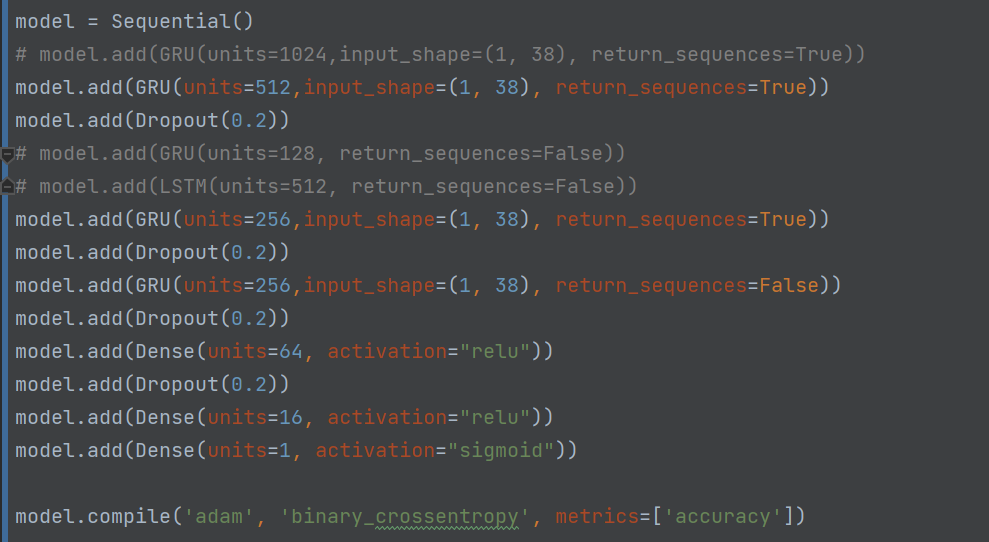 model = Sequential()
# model.add(GRU(units=1024,input_shape=(1, 38), return_sequences=True))
model.add(GRU(units=512,input_shape=(1, 38), return_sequences=True))
model.add(Dropout(0.2))
# model.add(GRU(units=128, return_sequences=False))
# model.add(LSTM(units=512, return_sequences=False))
model.add(GRU(units=256,input_shape=(1, 38), return_sequences=True))
model.add(Dropout(0.2))
model.add(GRU(units=256,input_shape=(1, 38), return_sequences=False))
model.add(Dropout(0.2))
model.add(Dense(units=64, activation="relu"))
model.add(Dropout(0.2))
model.add(Dense(units=16, activation="relu"))
model.add(Dense(units=1, activation="sigmoid"))
model.compile('adam', 'binary_crossentropy', metrics=['accuracy'])